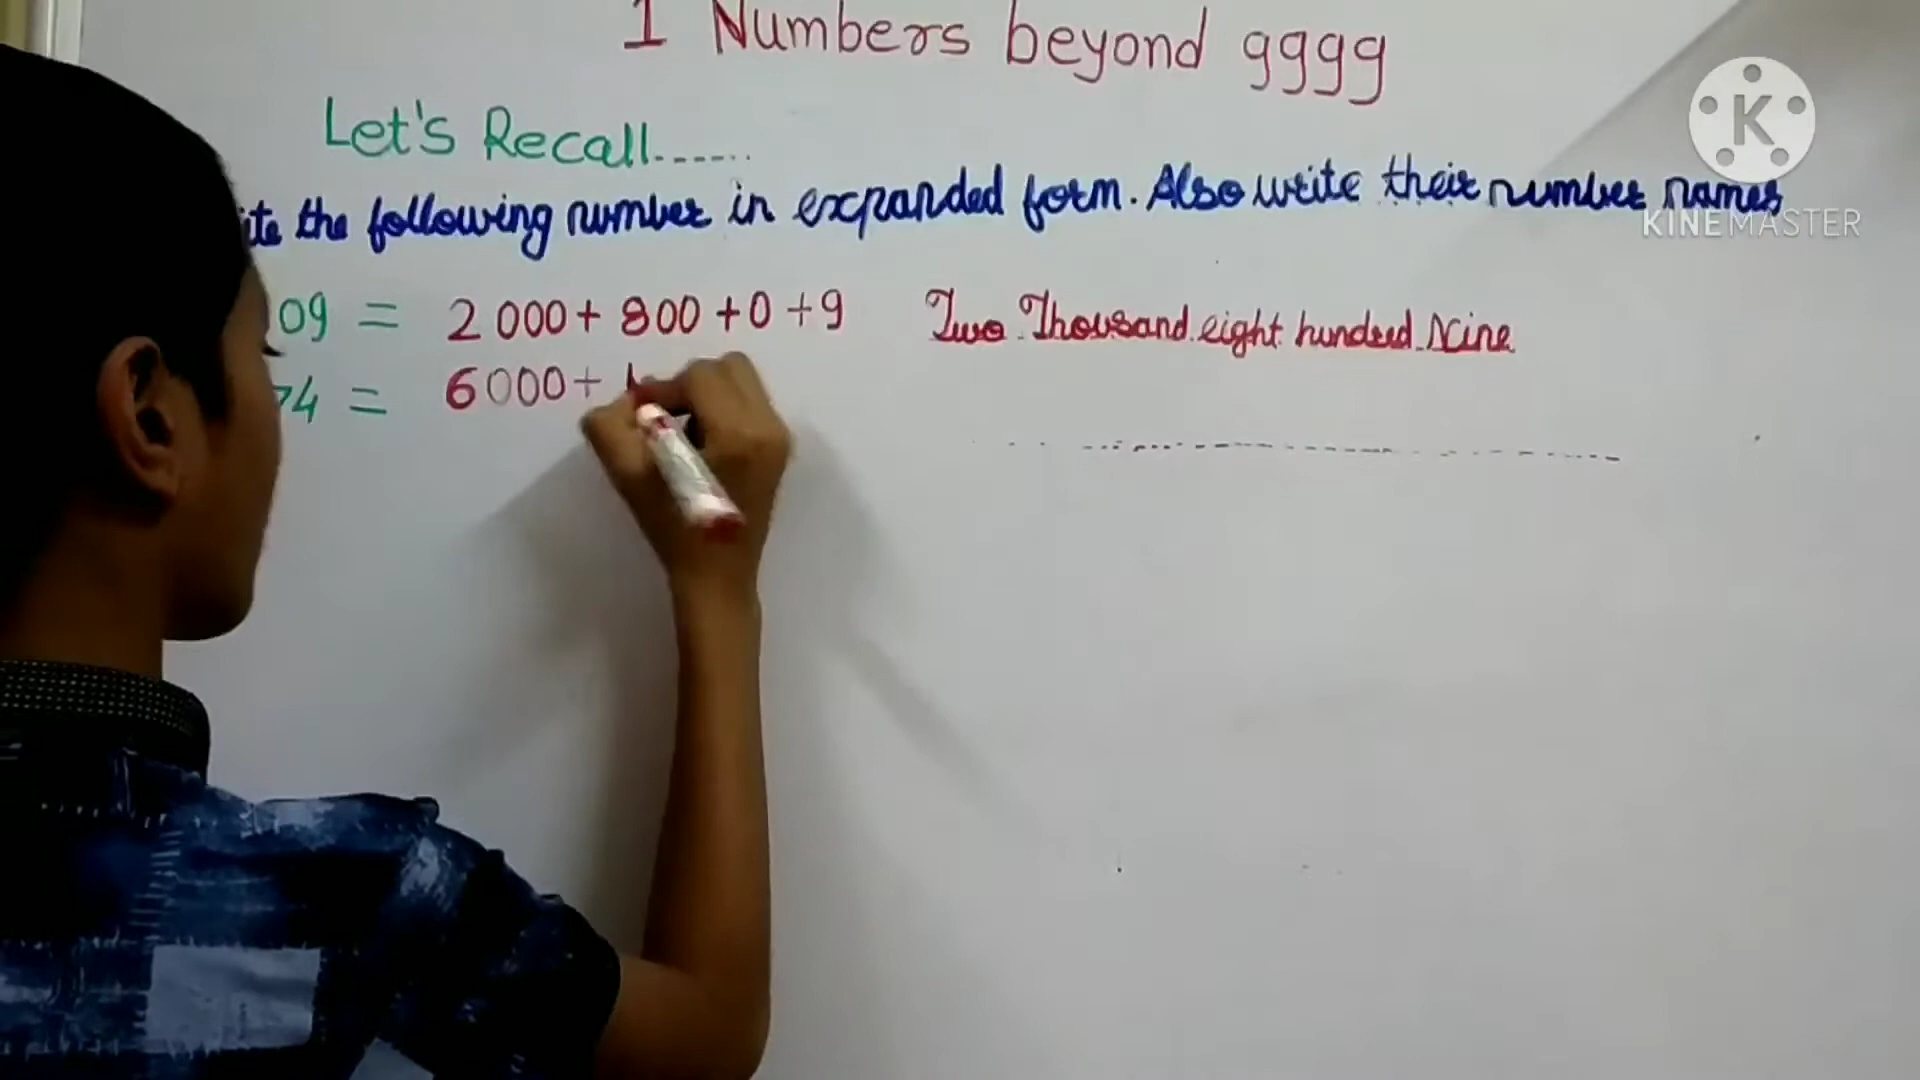 1 Numbers beyond 9999
Let's Recall.......
ite the following number in expanded form. Also write their number names
K
KINEMASTER
09 = 2000+ 800 +0 +9 Two Thousand eight hundred Nine
74 = 6000+